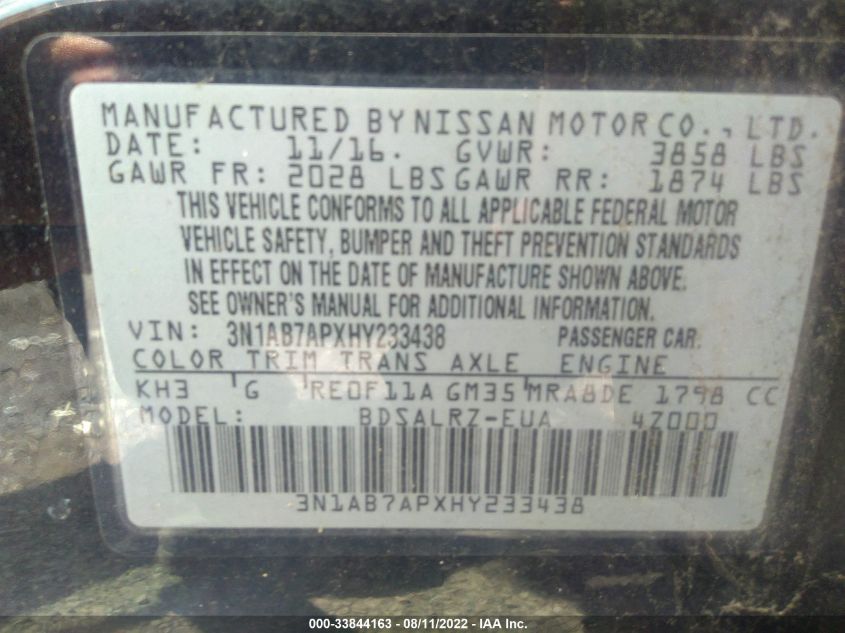 MANUFACTURED BY NISSAN MOTOR CO., LTD.
DATE: 11/16. GVWR: 3858 LBS
GAWR FR: 2028 LBS GAWR RR: 1874 LBS
THIS VEHICLE CONFORMS TO ALL APPLICABLE FEDERAL MOTOR
VEHICLE SAFETY, BUMPER AND THEFT PREVENTION STANDARDS
IN EFFECT ON THE DATE OF MANUFACTURE SHOWN ABOVE.
SEE OWNER'S MANUAL FOR ADDITIONAL INFORMATION.
VIN: 3N1AB7APXHY233438 PASSENGER CAR.
COLOR TRIM TRANS AXLE ENGINE
KH3 'G 'RE0F11A GM35'MRA8DE 1798 CC
MODEL: BDSALRZ-EUA 4Z000
3N1AB7APXHY233438
000-33844163 - 08/11/2022 - IAA Inc.